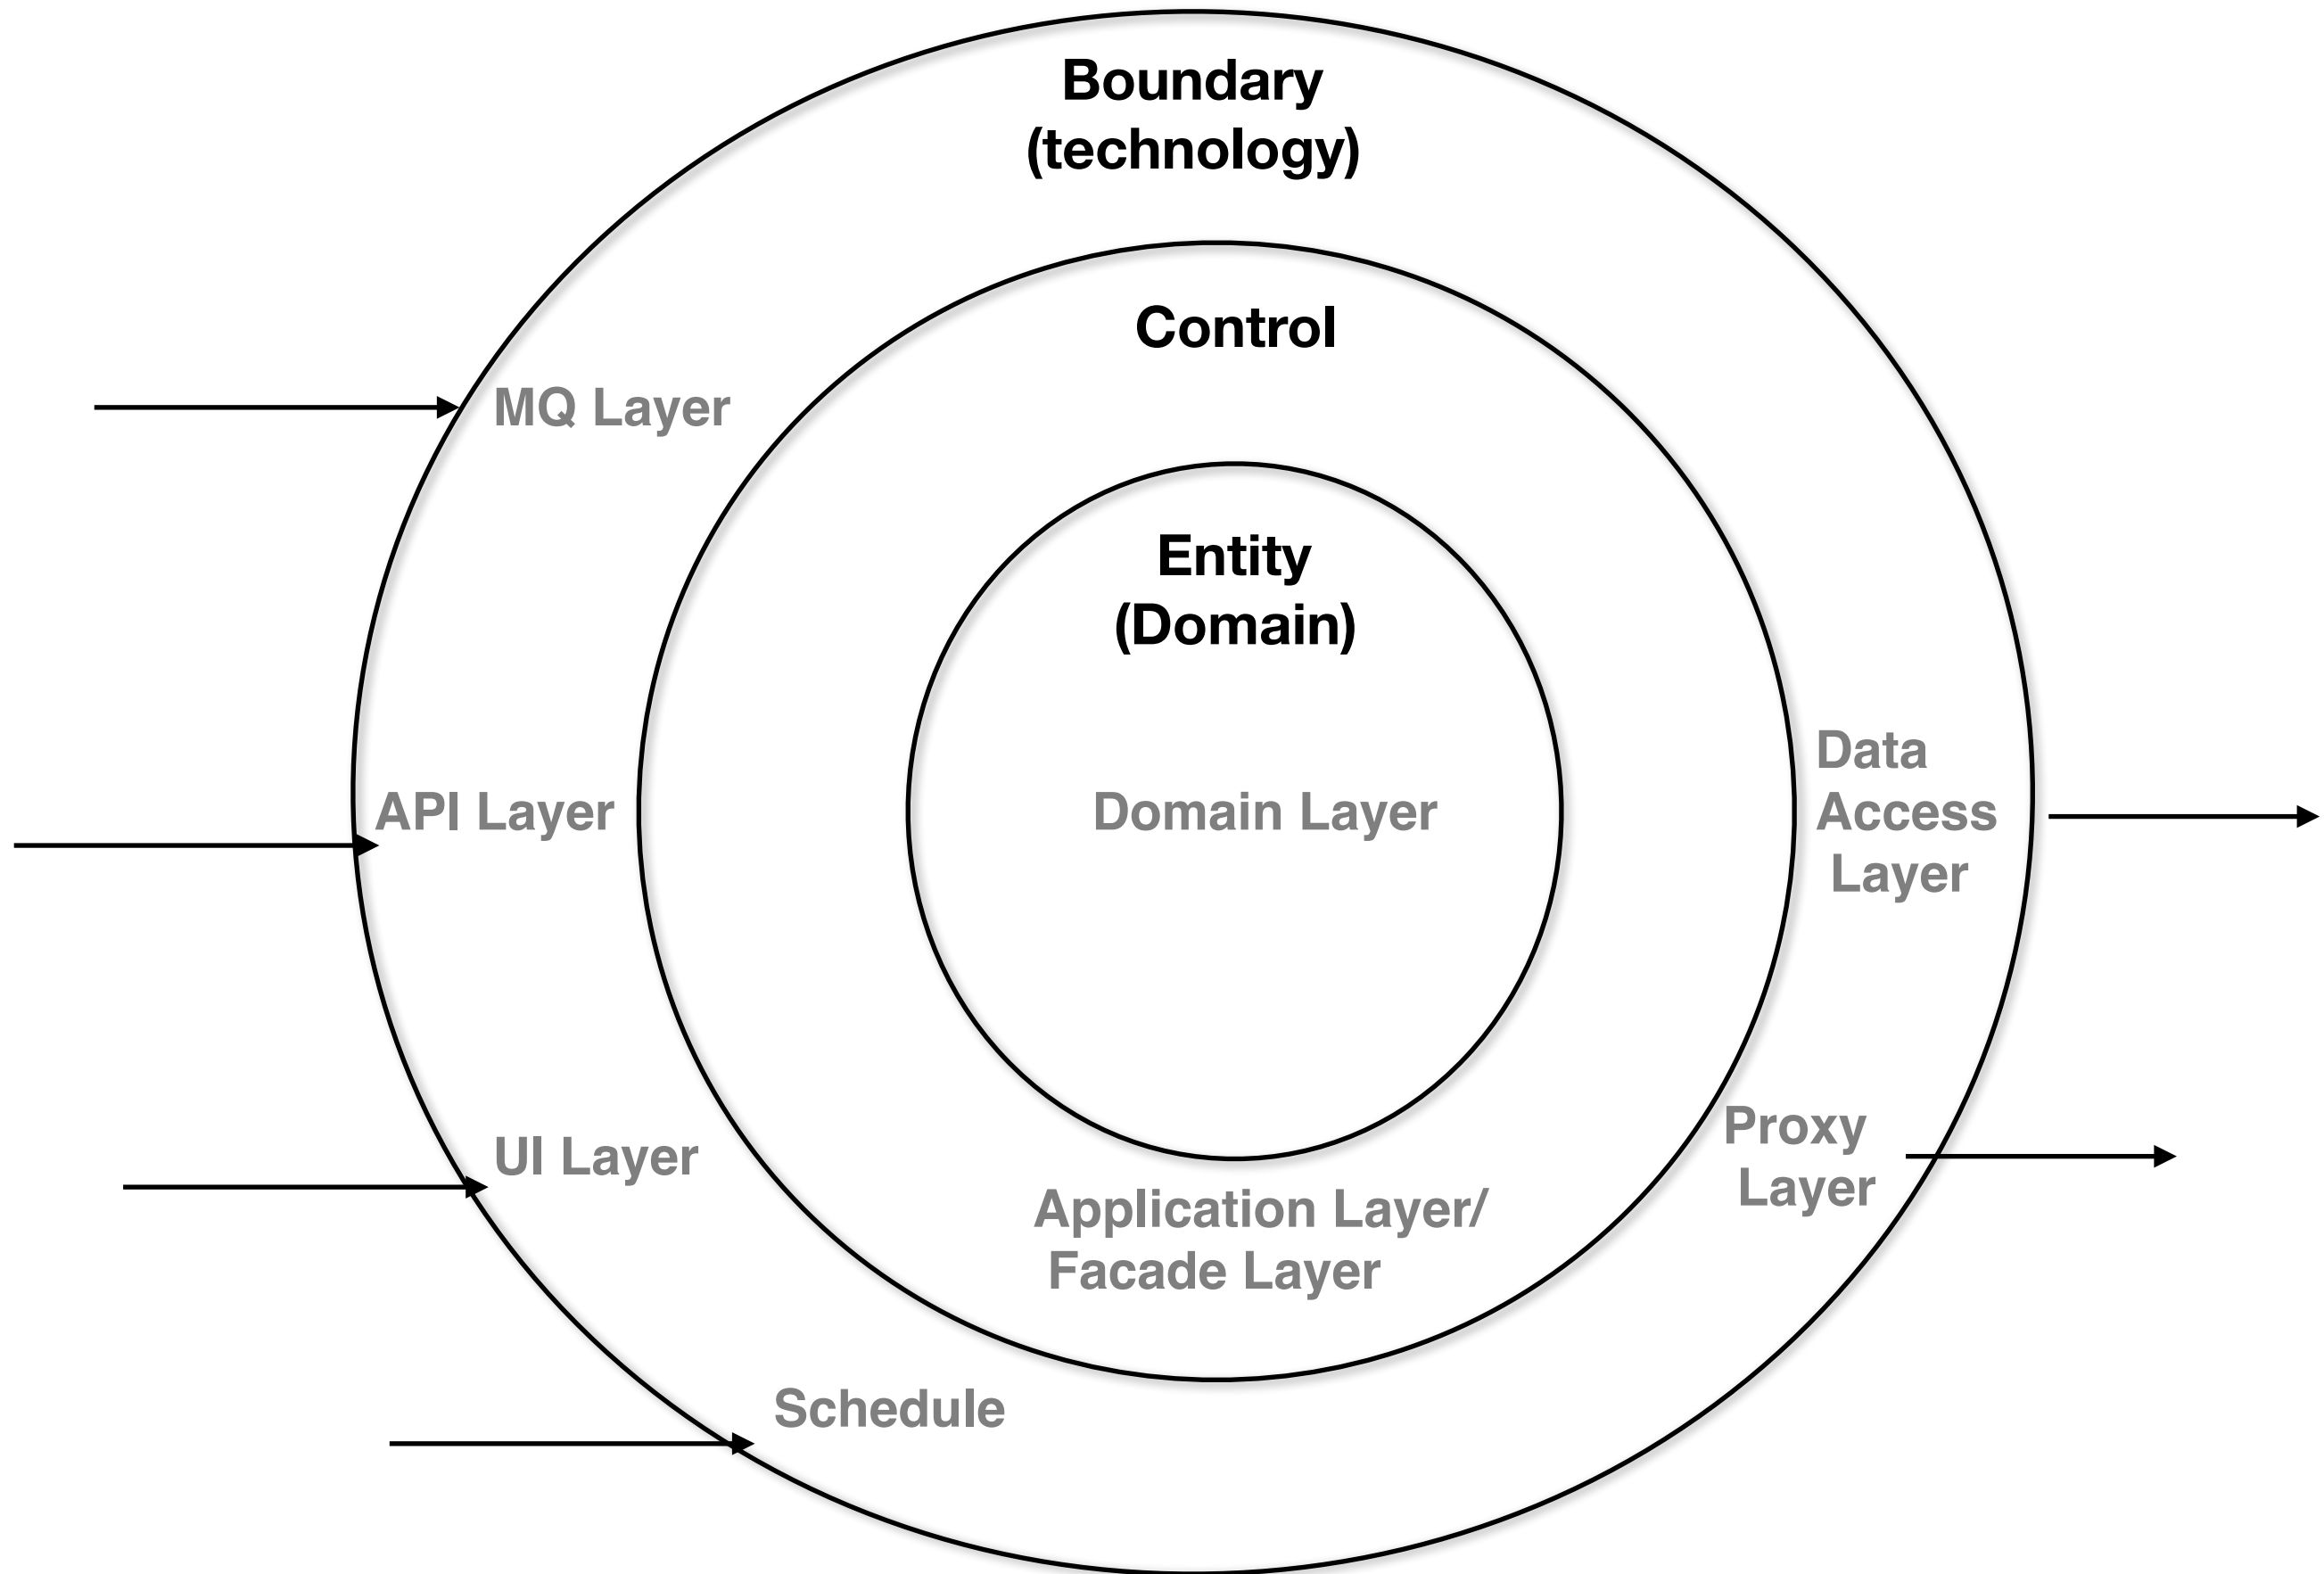 Boundary
(technology)
Control
MQ Layer
Entity
(Domain)
Data
Access
Layer
API Layer
Domain Layer
Proxy
Layer
UI Layer
Application Layer/
Facade Layer
Schedule